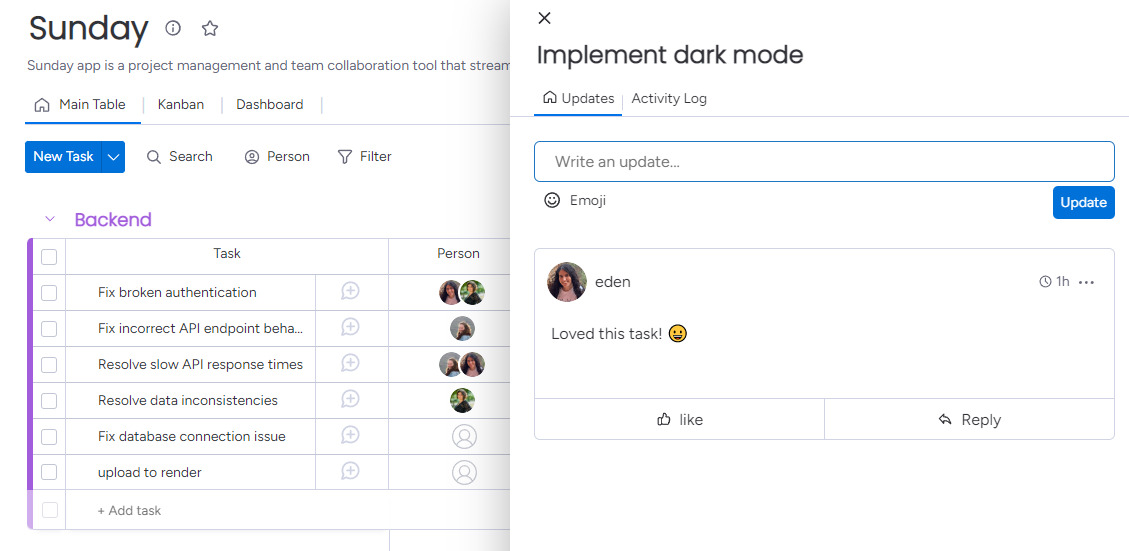 Sunday
Sunday app is a project management and team collaboration tool that stream
Main Table
Kanban
Dashboard
New Task
Search
Person
Filter
Backend
Task
Person
Fix broken authentication
Fix incorrect API endpoint beha...
Resolve slow API response times
Resolve data inconsistencies
Fix database connection issue
upload to render
+ Add task
Implement dark mode
Updates
Activity Log
Write an update...
Emoji
Update
eden
1h
Loved this task! 😀
like
Reply